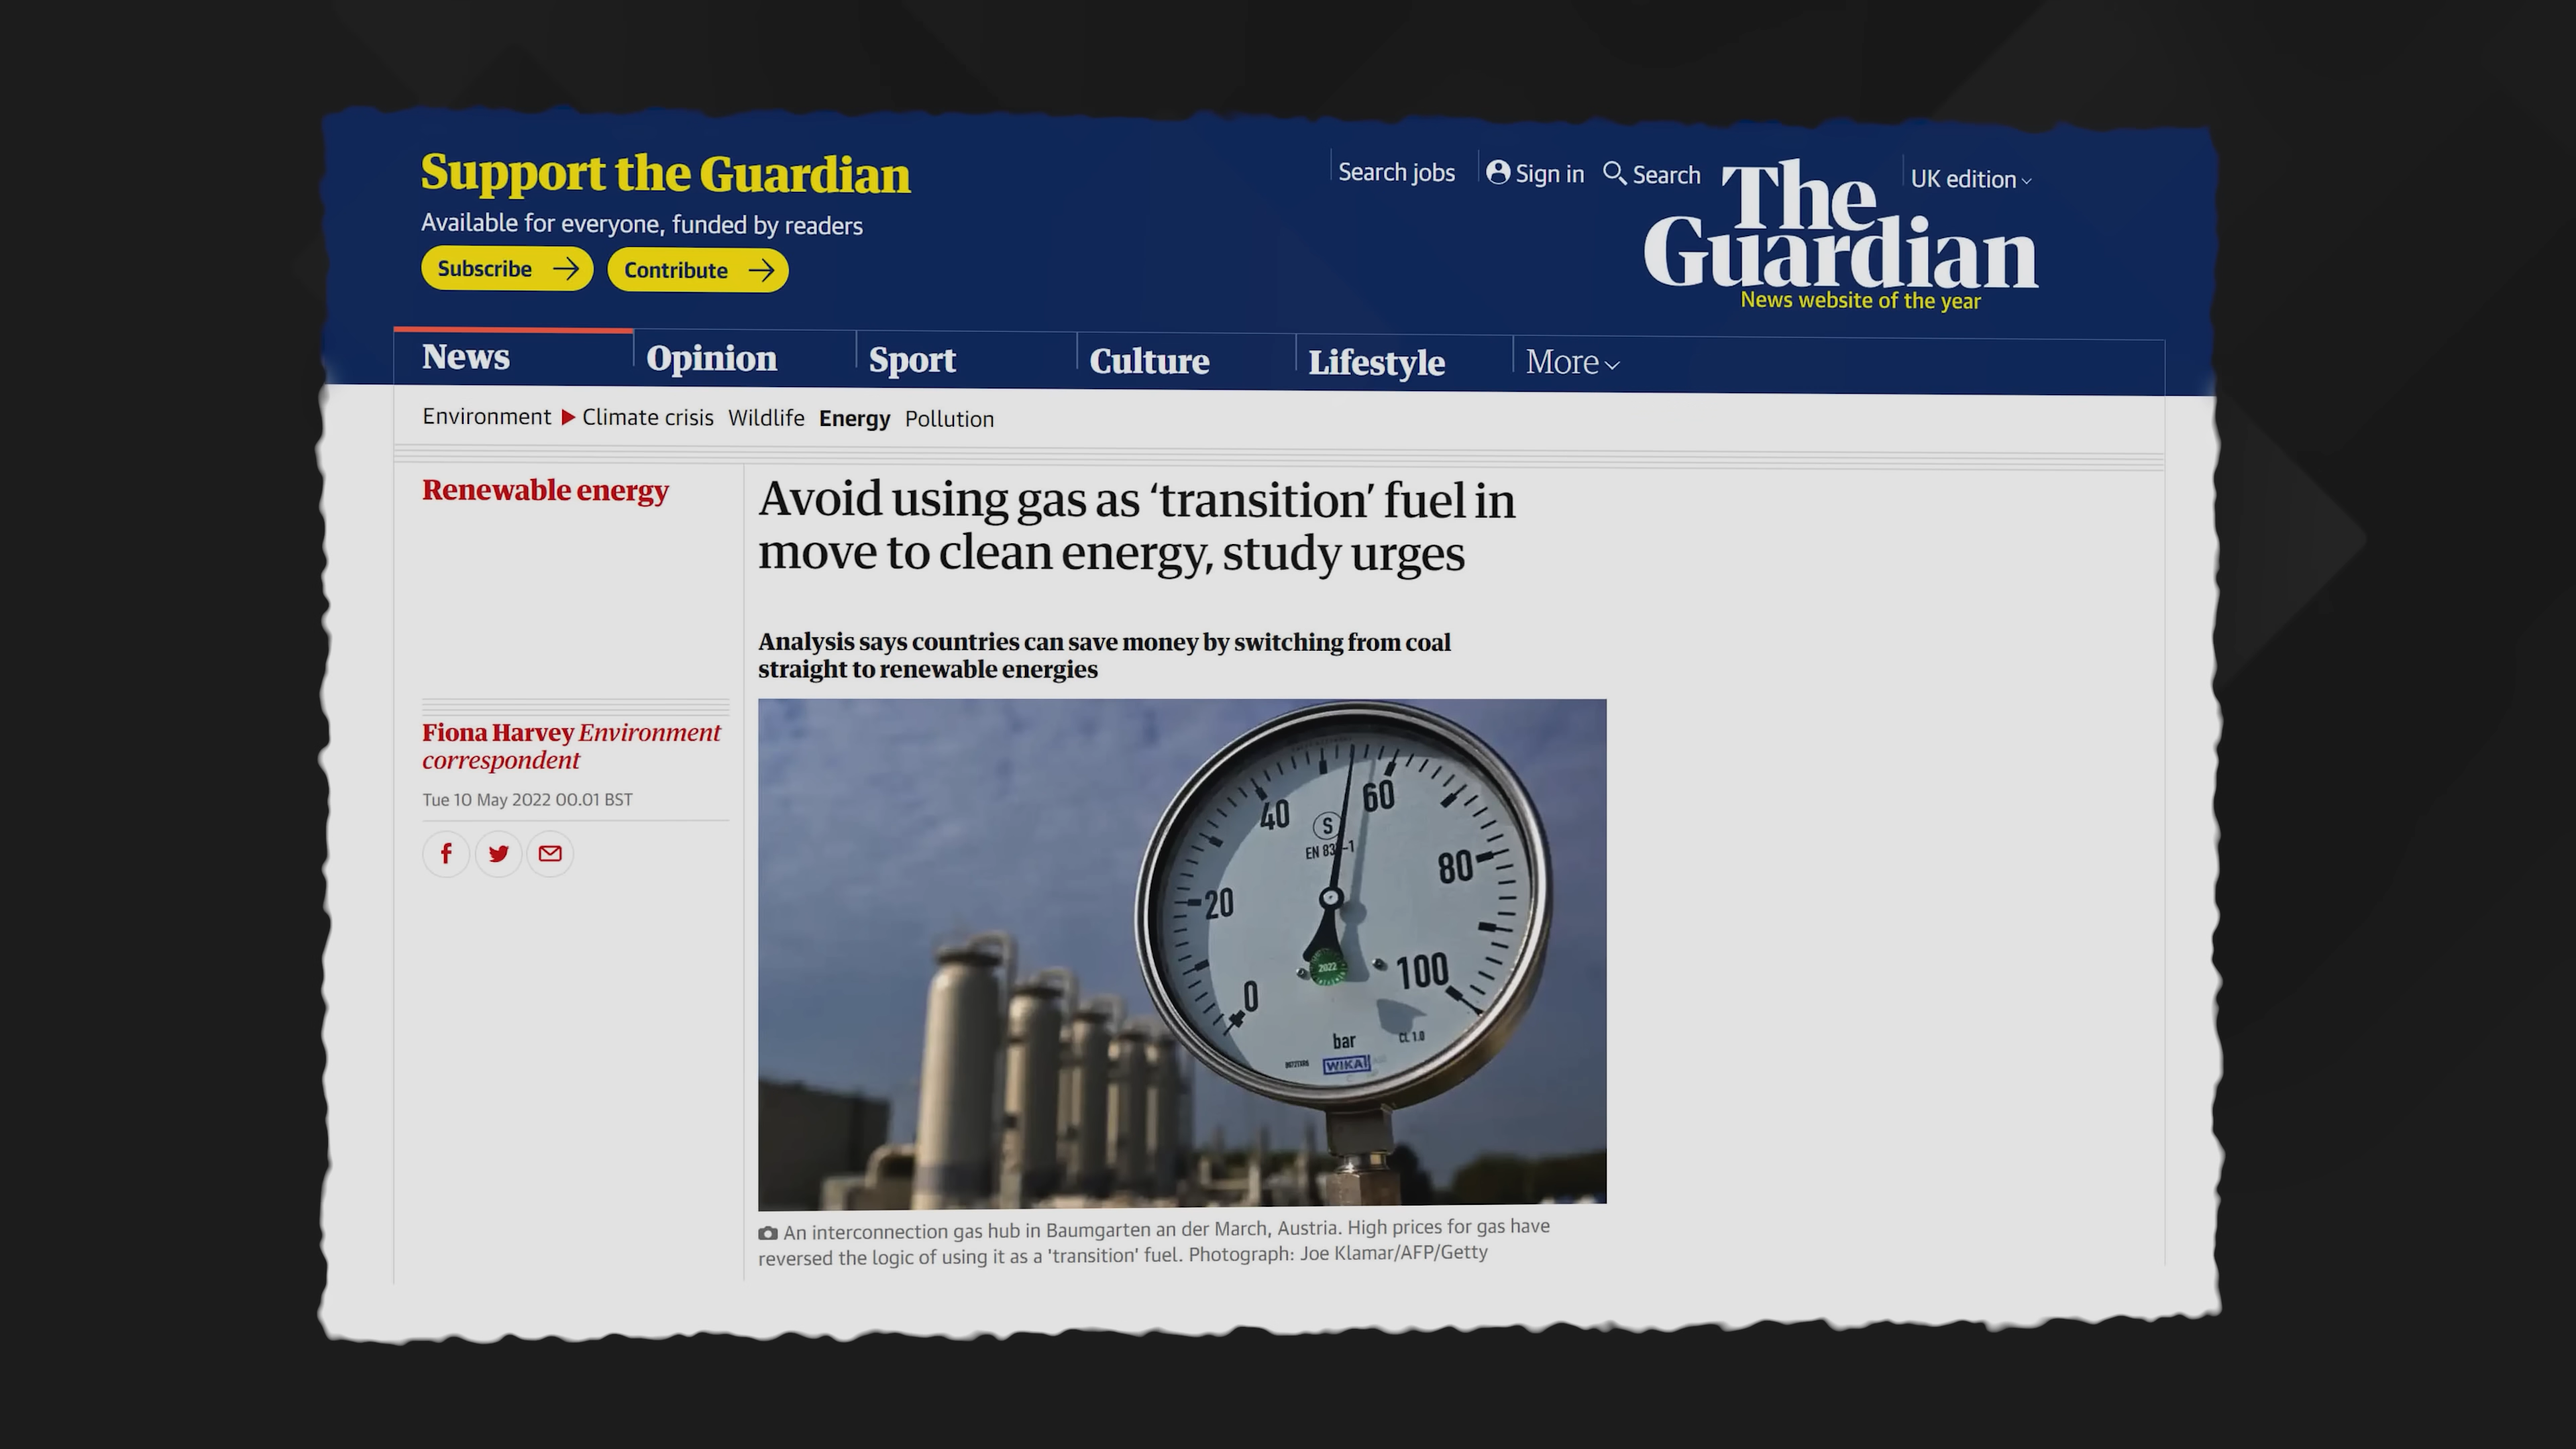 Support the Guardian
Available for everyone, funded by readers
Subscribe
Contribute
Search jobs
Sign in
Search
UK edition
The
Guardian
News website of the year
News
Opinion
Sport
Culture
Lifestyle
More
Environment Climate crisis Wildlife Energy Pollution
Renewable energy
Avoid using gas as ‘transition’ fuel in
move to clean energy, study urges
Analysis says countries can save money by switching from coal
straight to renewable energies
Fiona Harvey Environment
correspondent
Tue 10 May 2022 00.01 BST
0
20
40
60
80
100
S
2022
bar
CL 1.0
WIKA
An interconnection gas hub in Baumgarten an der March, Austria. High prices for gas have
reversed the logic of using it as a 'transition' fuel. Photograph: Joe Klamar/AFP/Getty